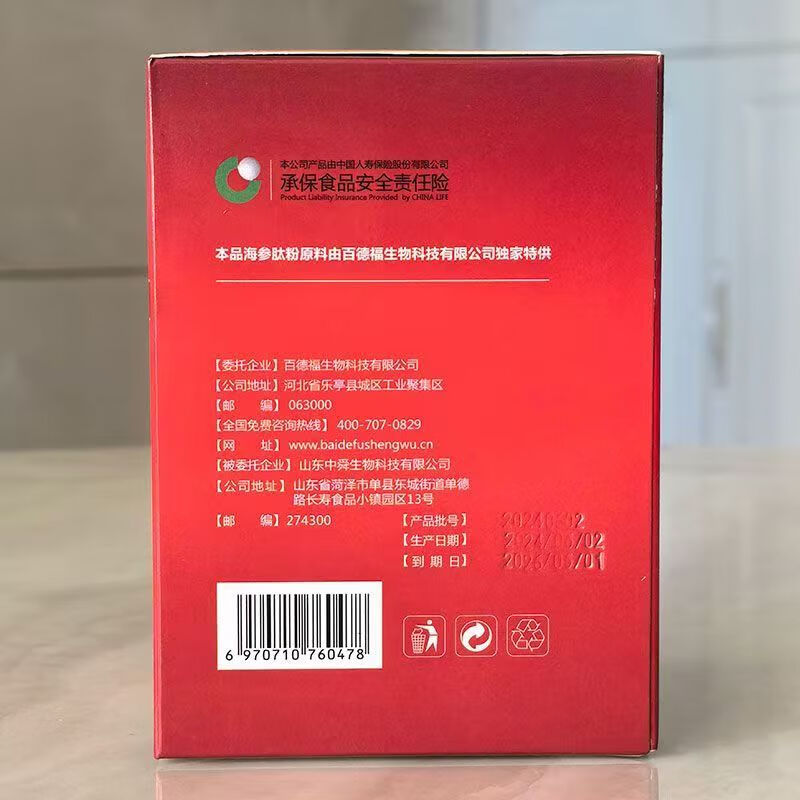 本公司产品由中国人寿保险股份有限公司
承保食品安全责任险
Product Liability Insurance Provided by CHINA LIFE
本品海参肽粉原料由百德福生物科技有限公司独家特供
【委托企业】百德福生物科技有限公司
【公司地址】河北省乐亭县城区工业聚集区
【邮 编】063000
【全国免费咨询热线】400-707-0829
【网 址】www.baidefushengwu.cn
【被委托企业】山东中舜生物科技有限公司
【公司地址】山东省菏泽市单县东城街道单德
路长寿食品小镇园区13号
【邮 编】274300
【产品批号】
【生产日期】
【到 期 日】
6 970710 760478